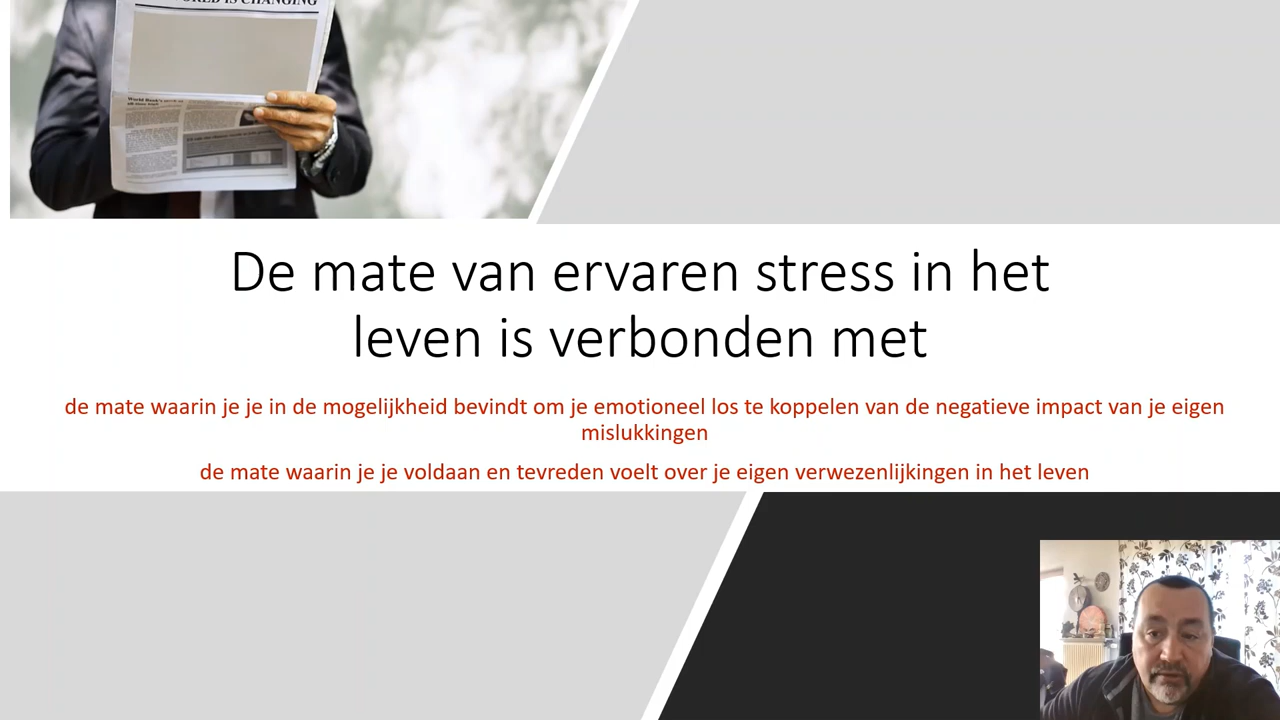 IS CHANGING
De mate van ervaren stress in het
leven is verbonden met
de mate waarin je je in de mogelijkheid bevindt om je emotioneel los te koppelen van de negatieve impact van je eigen
mislukkingen
de mate waarin je je voldaan en tevreden voelt over je eigen verwezenlijkingen in het leven